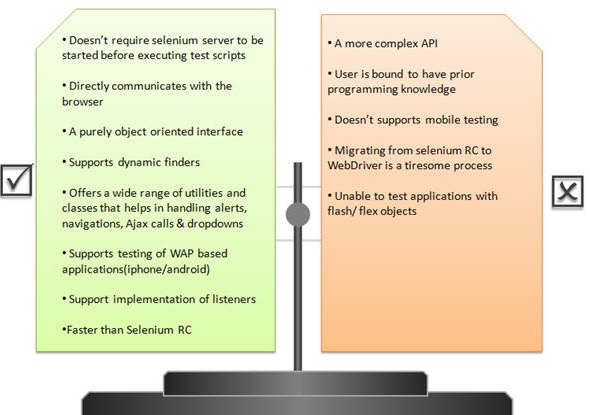 • Doesn't require selenium server to be
started before executing test scripts
• Directly communicates with the
browser
• A purely object oriented interface
• Supports dynamic finders
• Offers a wide range of utilities and
classes that helps in handling alerts,
navigations, Ajax calls & dropdowns
• Supports testing of WAP based
applications(iphone/android)
• Support implementation of listeners
•Faster than Selenium RC
• A more complex API
• User is bound to have prior
programming knowledge
• Doesn't supports mobile testing
• Migrating from selenium RC to
WebDriver is a tiresome process
• Unable to test applications with
flash/ flex objects